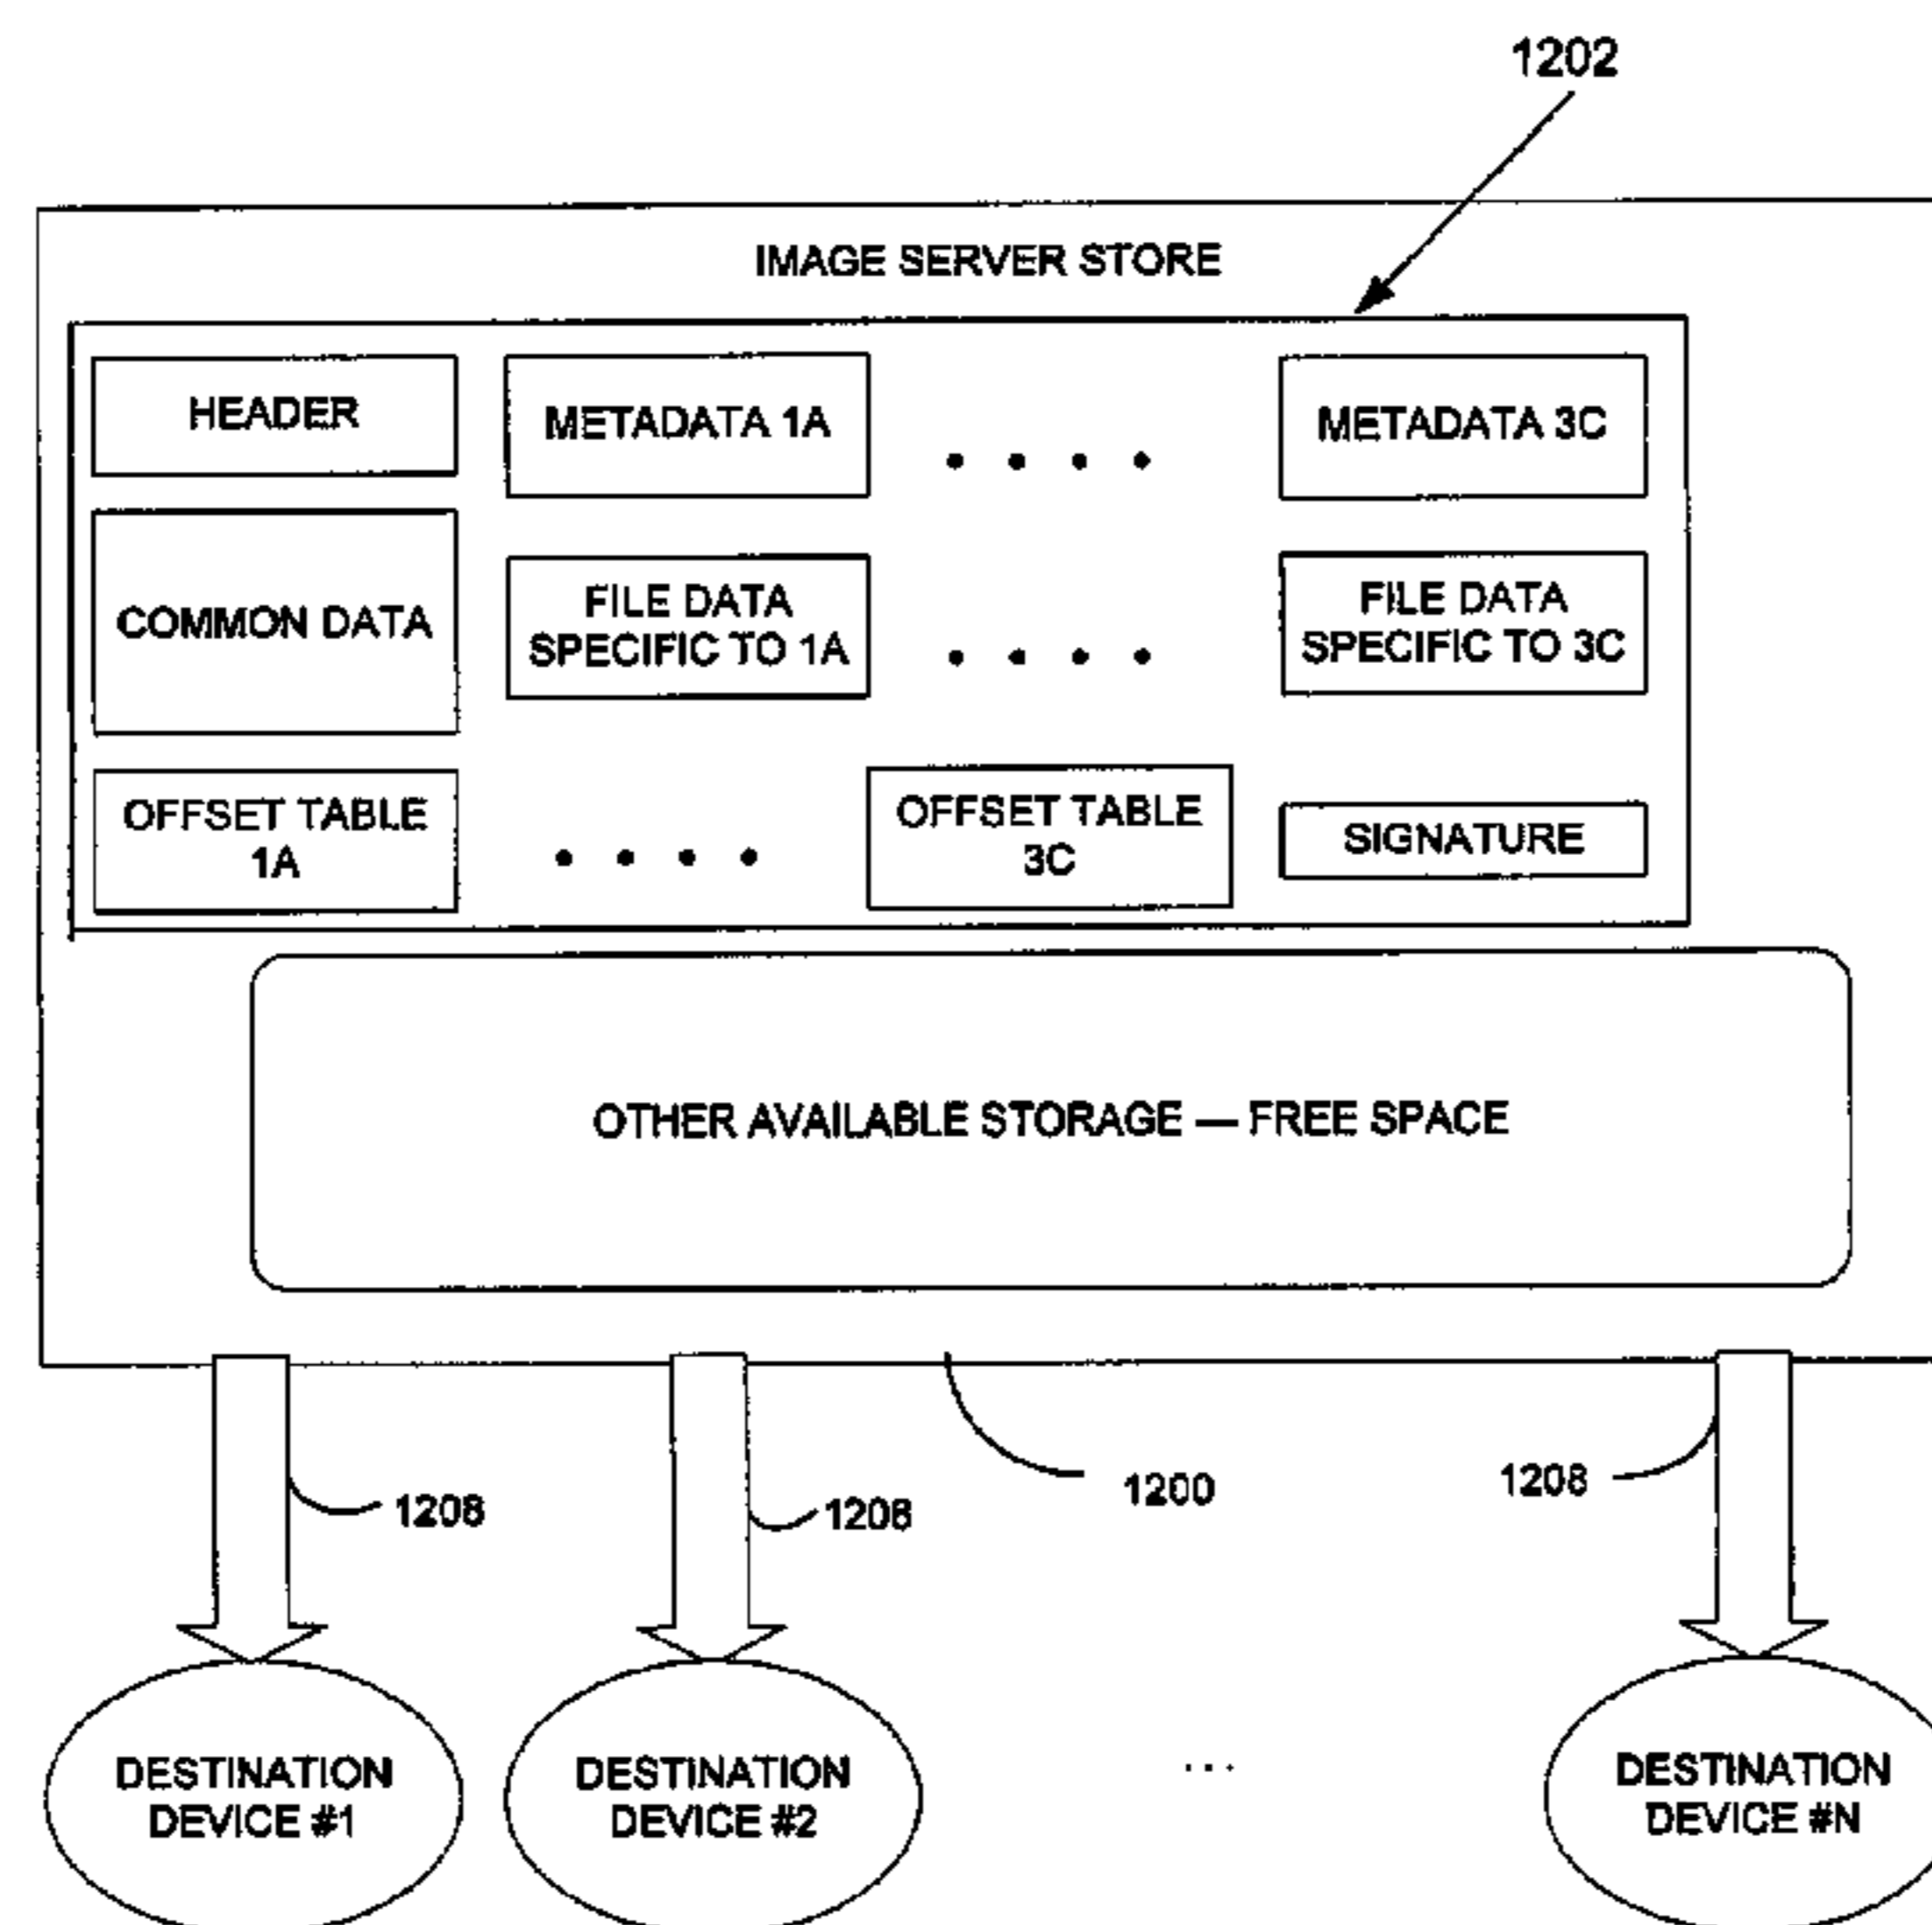 1202
IMAGE SERVER STORE
HEADER
METADATA 1A
METADATA 3C
COMMON DATA
FILE DATA
SPECIFIC TO 1A
FILE DATA
SPECIFIC TO 3C
OFFSET TABLE
1A
OFFSET TABLE
3C
SIGNATURE
OTHER AVAILABLE STORAGE — FREE SPACE
1208
1208
1200
1208
DESTINATION
DEVICE #1
DESTINATION
DEVICE #2
...
DESTINATION
DEVICE #N